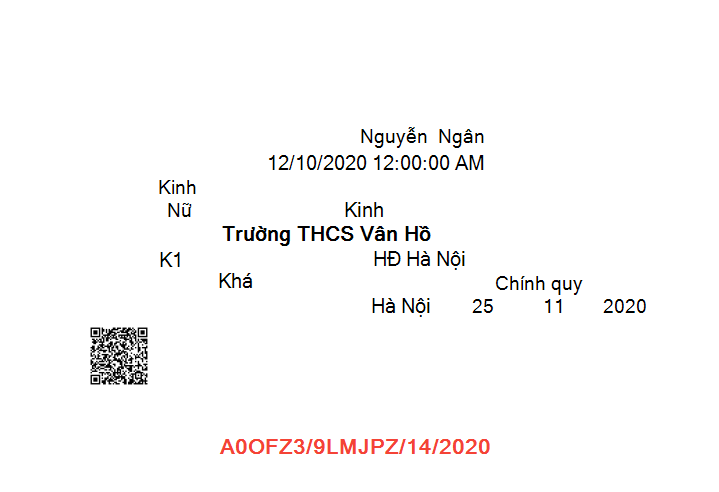 Nguyễn Ngân
12/10/2020 12:00:00 AM
Kinh
Nữ Kinh
Trường THCS Vân Hồ
K1 HĐ Hà Nội
Khá Chính quy
Hà Nội 25 11 2020
A0OFZ3/9LMJPZ/14/2020